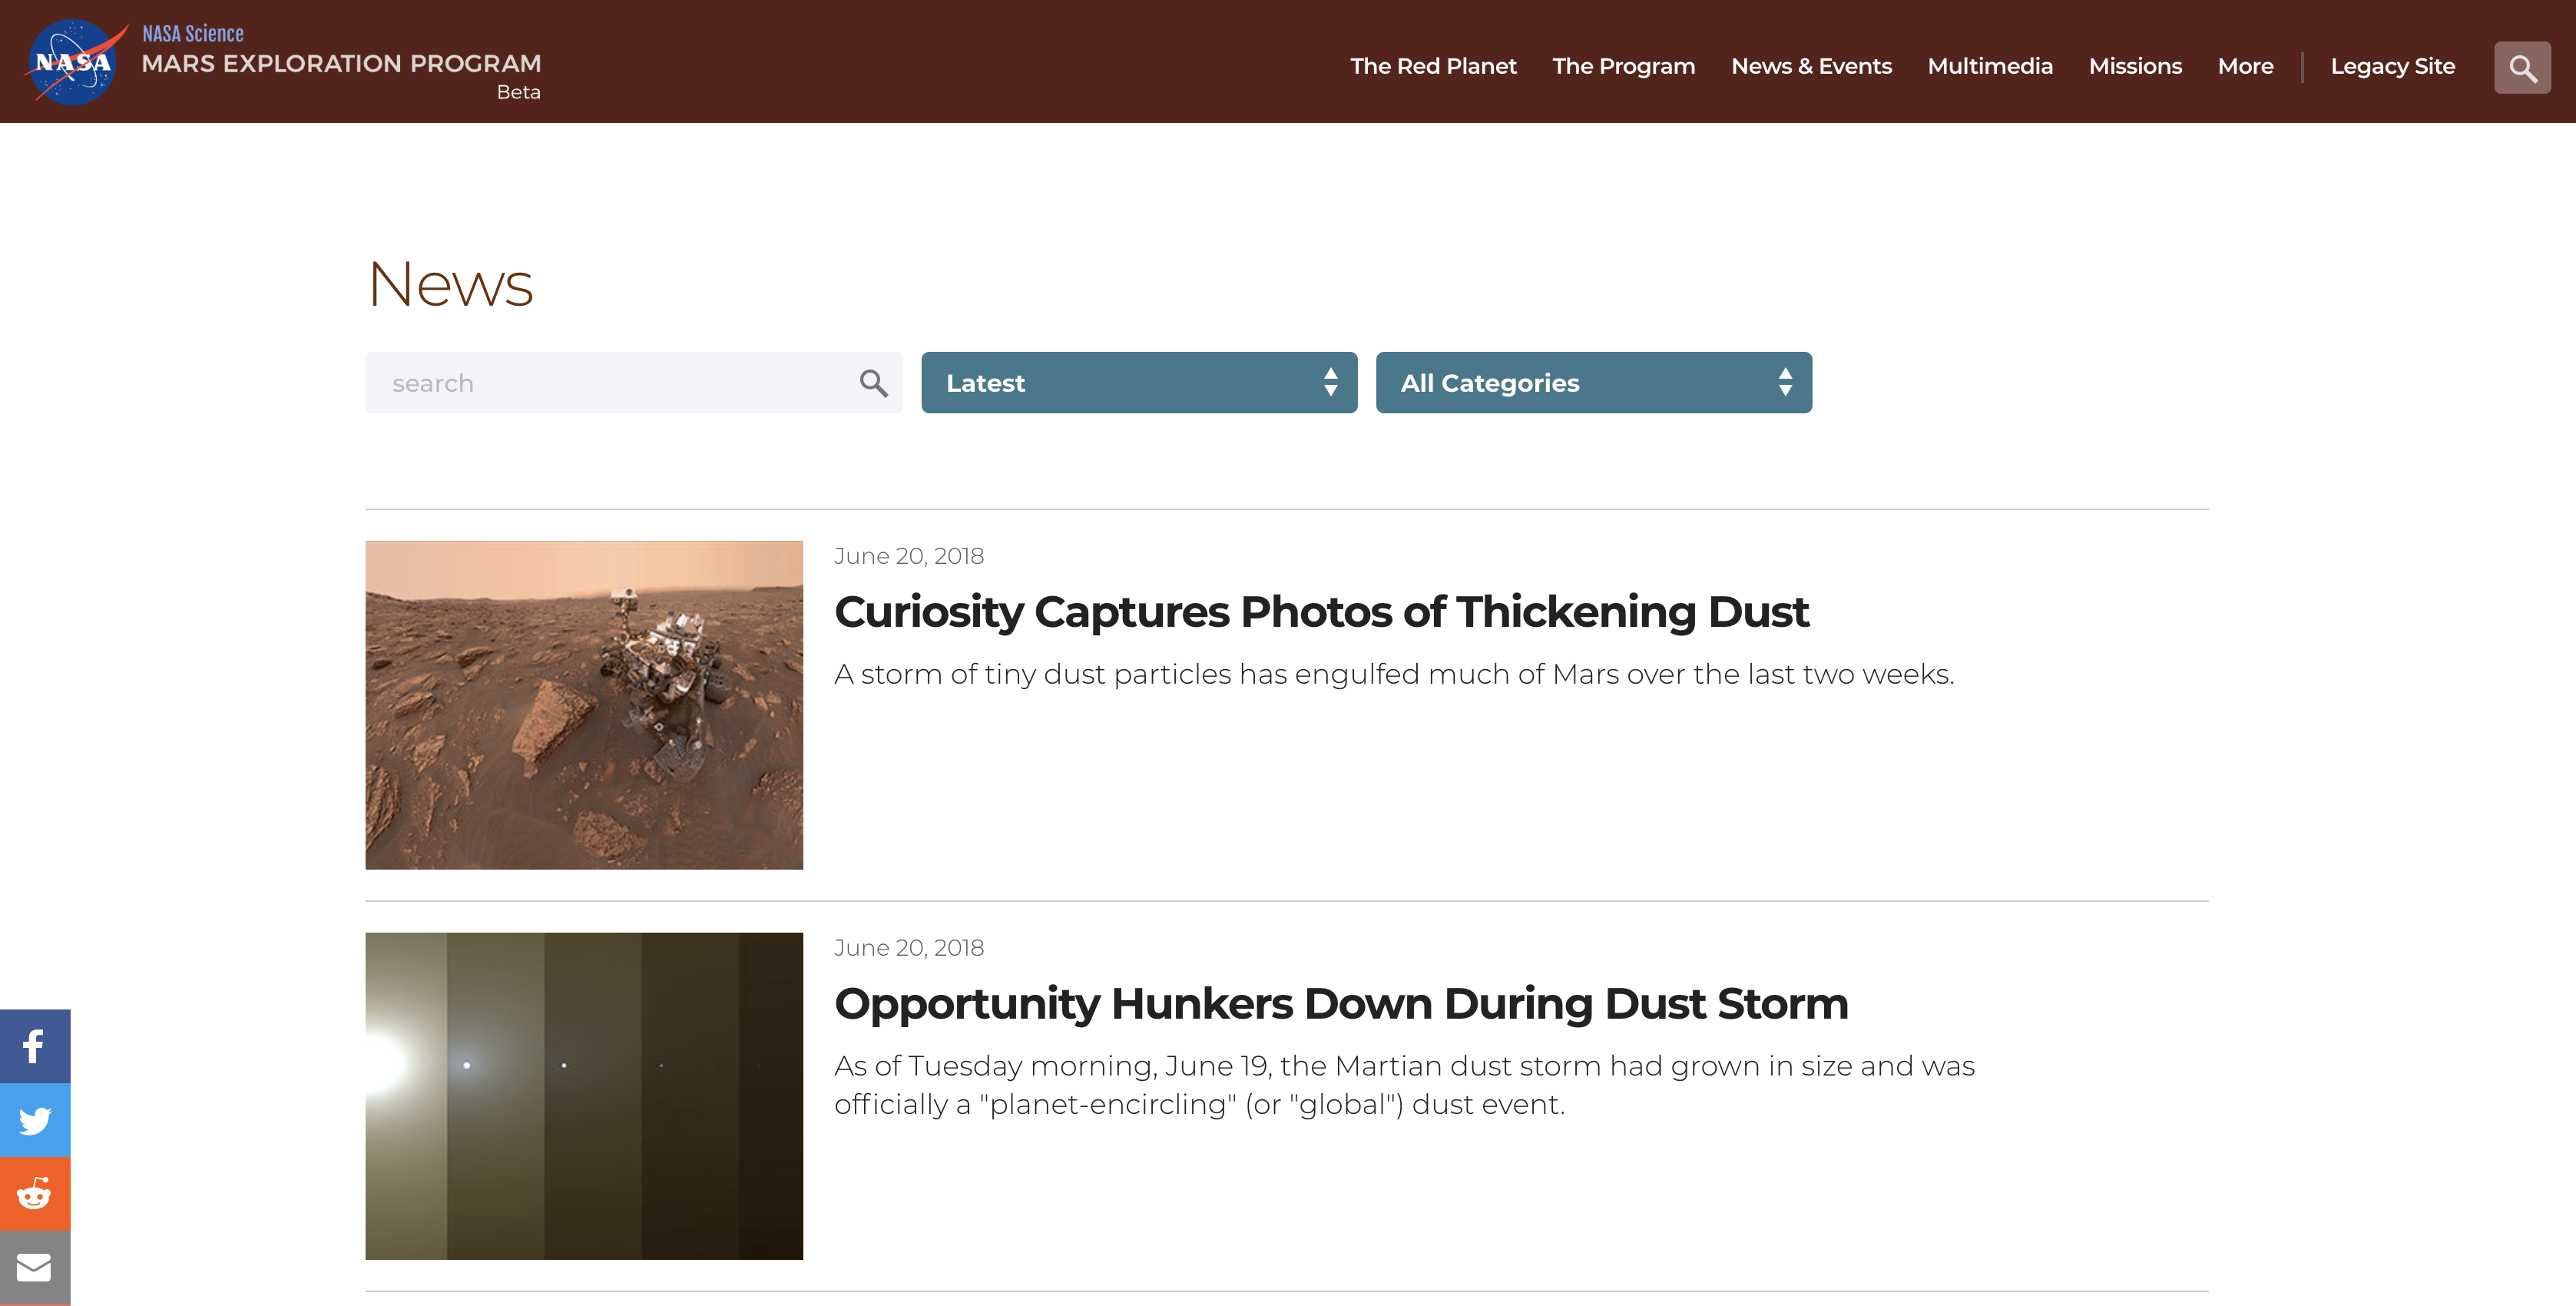 NASA
NASA Science
MARS EXPLORATION PROGRAM
Beta
The Red Planet The Program News & Events Multimedia Missions More Legacy Site
News
search
Latest
All Categories
June 20, 2018
Curiosity Captures Photos of Thickening Dust
A storm of tiny dust particles has engulfed much of Mars over the last two weeks.
June 20, 2018
Opportunity Hunkers Down During Dust Storm
As of Tuesday morning, June 19, the Martian dust storm had grown in size and was
officially a "planet-encircling" (or "global") dust event.